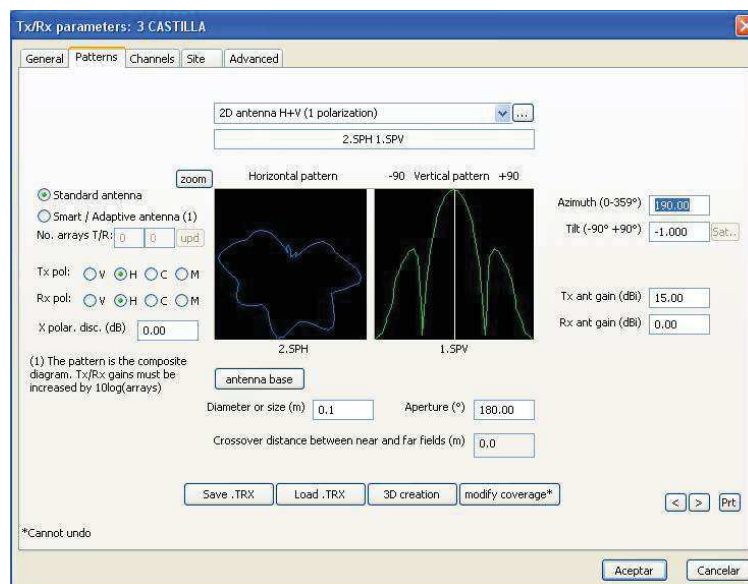 Tx/Rx parameters: 3 CASTILLA
General Patterns Channels Site Advanced
2D antenna H+V (1 polarization) ...
2.SPH 1.SPV
zoom Horizontal pattern -90 Vertical pattern +90
Standard antenna
Smart / Adaptive antenna (1)
No. arrays T/R: 0 0 upd
Tx pol: V H C M
Rx pol: V H C M
X polar. disc. (dB) 0.00
(1) The pattern is the composite
diagram. Tx/Rx gains must be
increased by 10log(arrays)
2.SPH 1.SPV
Azimuth (0-359°) 190.00
Tilt (-90° +90°) -1.000 Sat..
Tx ant gain (dBi) 15.00
Rx ant gain (dBi) 0.00
antenna base
Diameter or size (m) 0.1 Aperture (°) 180.00
Crossover distance between near and far fields (m) 0.0
Save .TRX Load .TRX 3D creation modify coverage*
< > Prt
*Cannot undo
Aceptar Cancelar